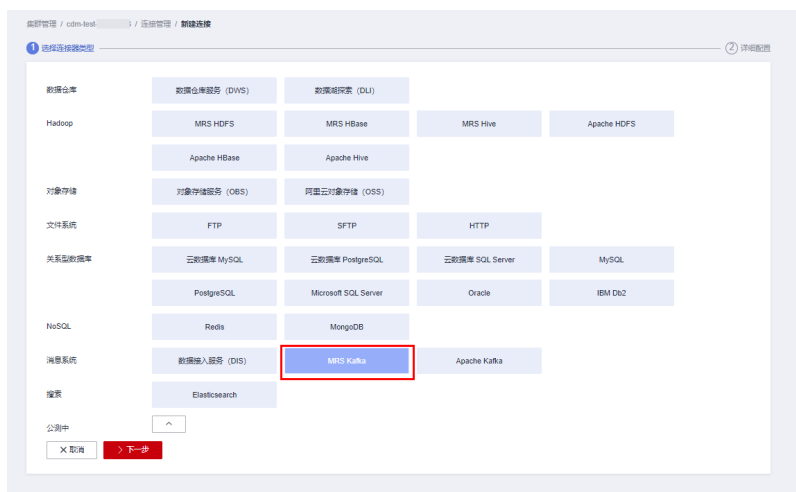 集群管理 / cdm-test- / 连接管理 / 新建连接
1 选择连接器类型 2 详细配置
数据仓库 数据仓库服务（DWS） 数据湖探索（DLI）
Hadoop MRS HDFS MRS HBase MRS Hive Apache HDFS
Apache HBase Apache Hive
对象存储 对象存储服务（OBS） 阿里云对象存储（OSS）
文件系统 FTP SFTP HTTP
关系型数据库 云数据库 MySQL 云数据库 PostgreSQL 云数据库 SQL Server MySQL
PostgreSQL Microsoft SQL Server Oracle IBM Db2
NoSQL Redis MongoDB
消息系统 数据接入服务（DIS） MRS Kafka Apache Kafka
搜索 Elasticsearch
公测中
取消 下一步